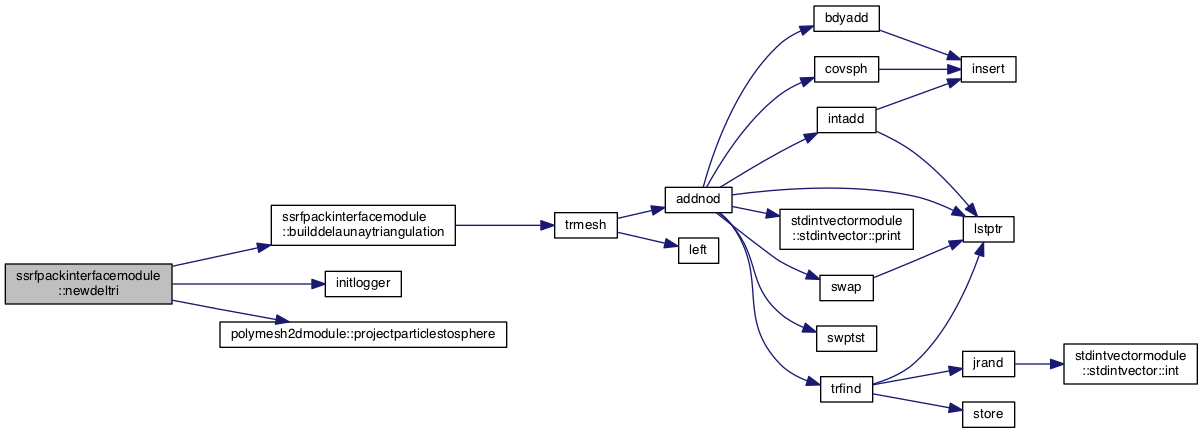 ssrfpackinterfacemodule
::newdeltri
ssrfpackinterfacemodule
::builddelaunaytriangulation
initlogger
polymesh2dmodule::projectparticlestosphere
trmesh
addnod
left
bdyadd
covsph
intadd
stdintvectormodule
::stdintvector::print
swap
swptst
trfind
insert
lstptr
jrand
store
stdintvectormodule
::stdintvector::int